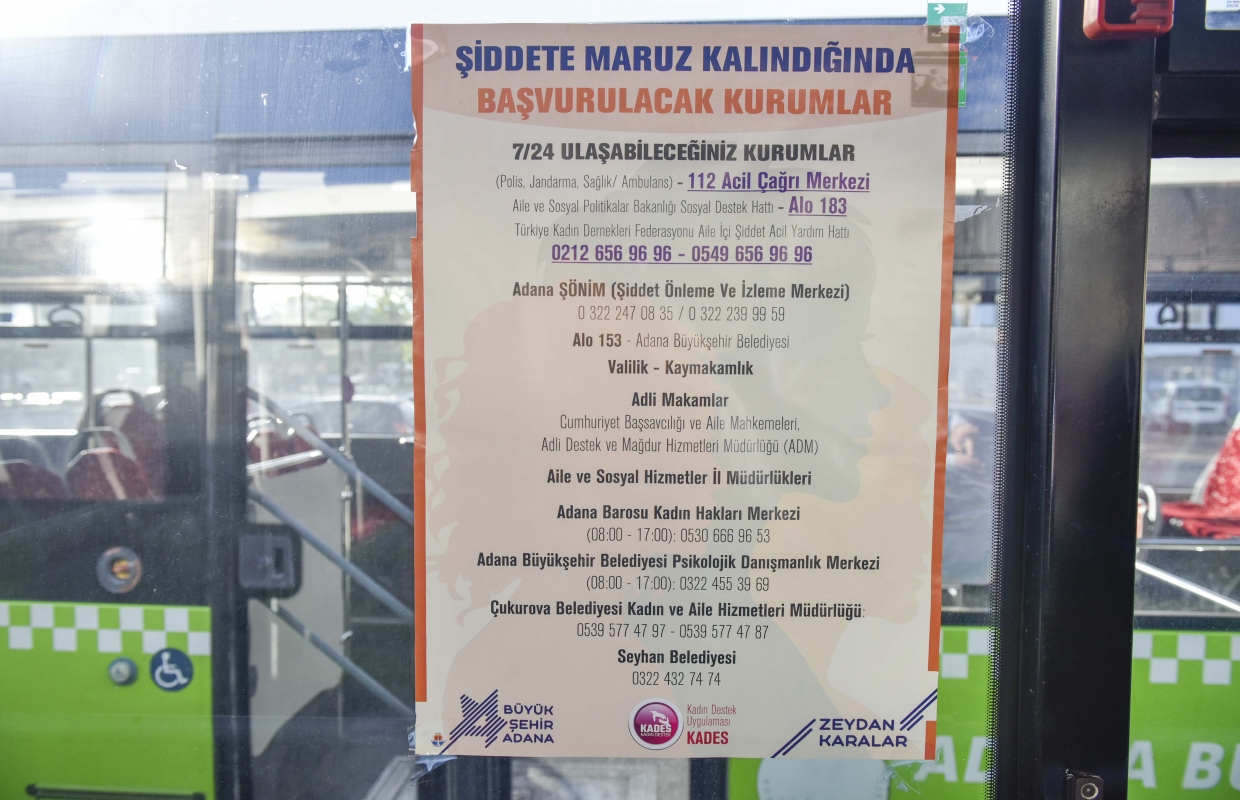 ŞİDDETE MARUZ KALINDIĞINDA
BAŞVURULACAK KURUMLAR
7/24 ULAŞABİLECEĞİNİZ KURUMLAR
(Polis, Jandarma, Sağlık/ Ambulans) - 112 Acil Çağrı Merkezi
Aile ve Sosyal Politikalar Bakanlığı Sosyal Destek Hattı - Alo 183
Türkiye Kadın Dernekleri Federasyonu Aile İçi Şiddet Acil Yardım Hattı
0212 656 96 96 - 0549 656 96 96
Adana ŞÖNİM (Şiddet Önleme Ve İzleme Merkezi)
0 322 247 08 35 / 0 322 239 99 59
Alo 153 - Adana Büyükşehir Belediyesi
Valilik - Kaymakamlık
Adli Makamlar
Cumhuriyet Başsavcılığı ve Aile Mahkemeleri,
Adli Destek ve Mağdur Hizmetleri Müdürlüğü (ADM)
Aile ve Sosyal Hizmetler İl Müdürlükleri
Adana Barosu Kadın Hakları Merkezi
(08:00 - 17:00): 0530 666 96 53
Adana Büyükşehir Belediyesi Psikolojik Danışmanlık Merkezi
(08:00 - 17:00): 0322 455 39 69
Çukurova Belediyesi Kadın ve Aile Hizmetleri Müdürlüğü:
0539 577 47 97 - 0539 577 47 87
Seyhan Belediyesi
0322 432 74 74
BÜYÜK
ŞEHİR
ADANA
KADES
KADIN DESTEK
Kadın Destek
Uygulaması
KADES
ZEYDAN
KARALAR